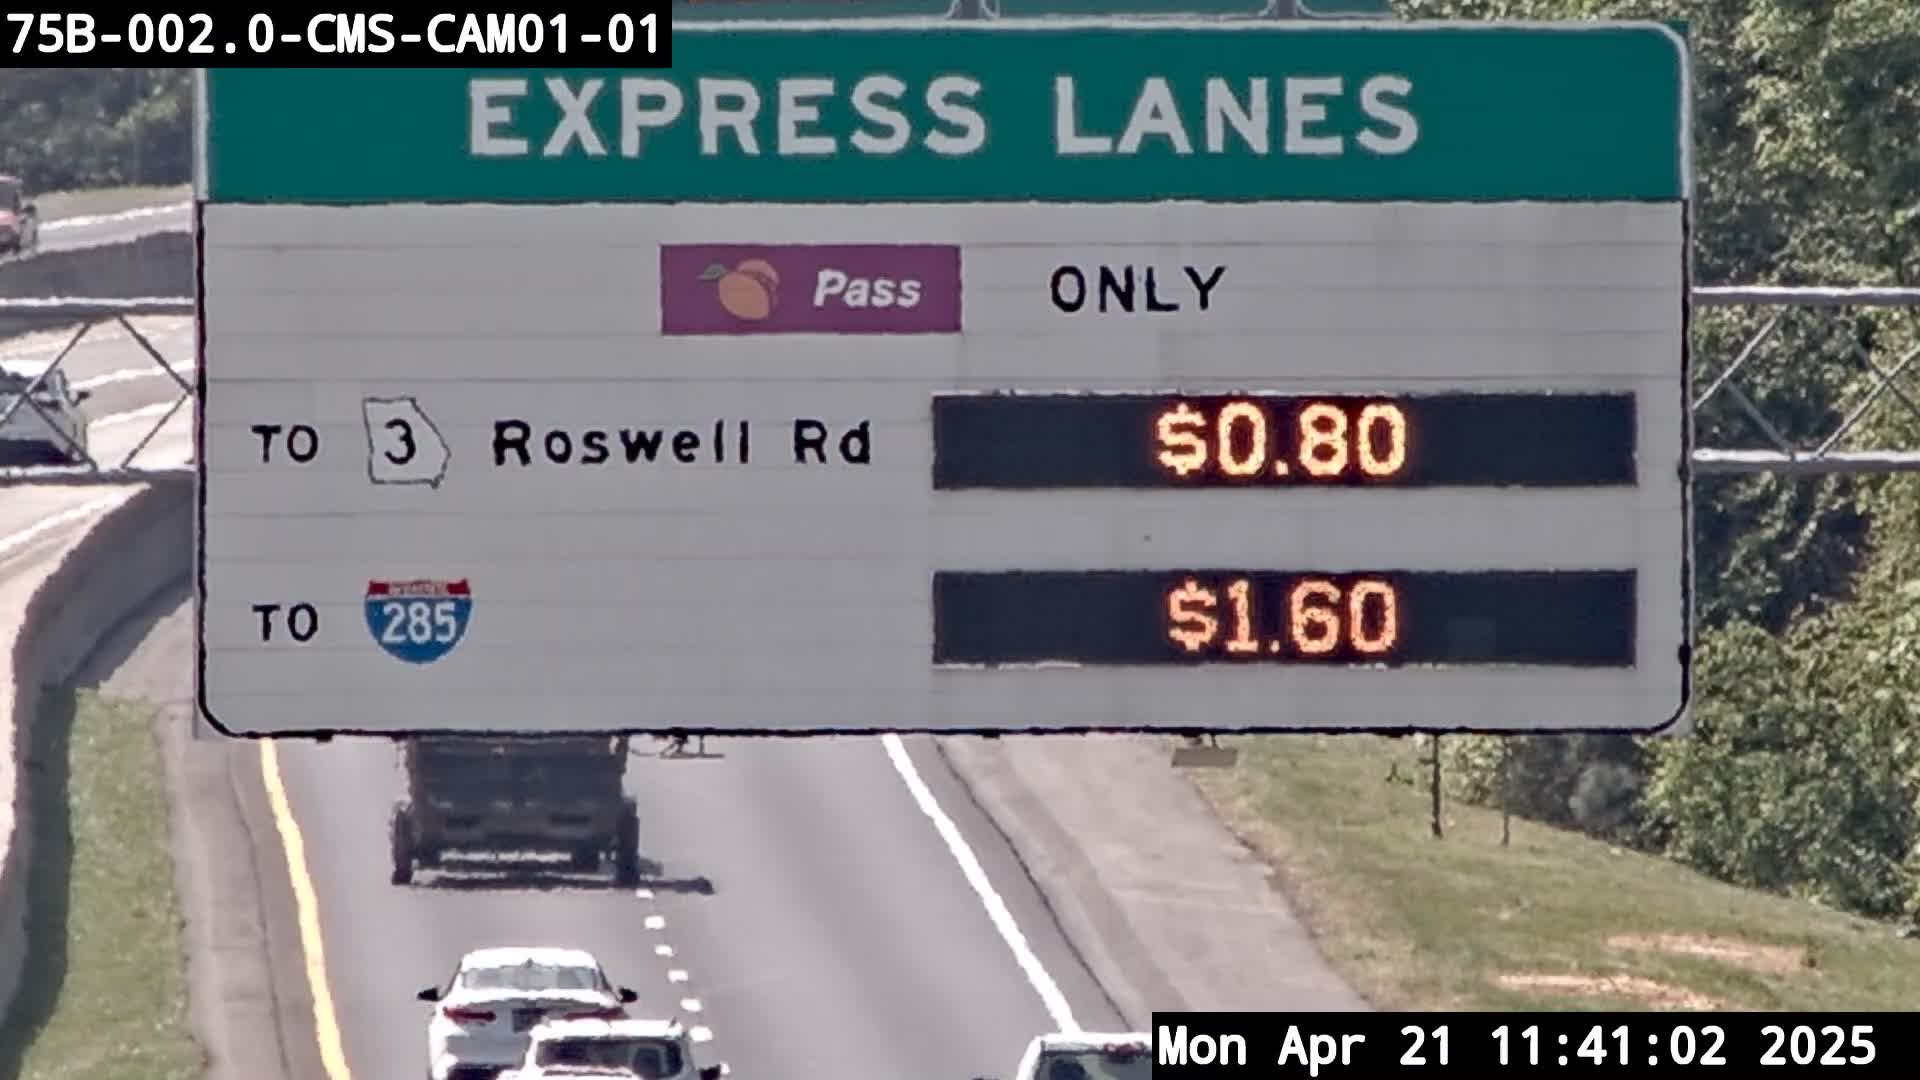 75B-002.0-CMS-CAM01-01
EXPRESS LANES
Pass ONLY
TO 3 Roswell Rd $0.80
TO 285 $1.60
Mon Apr 21 11:41:02 2025